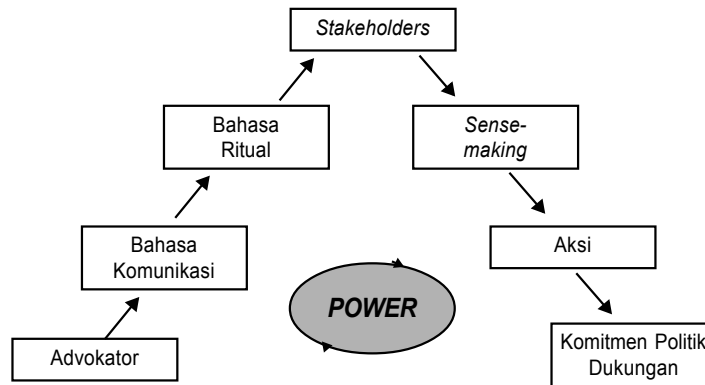 Stakeholders
Bahasa
Ritual
Sense-
making
Bahasa
Komunikasi
Aksi
POWER
Advokator
Komitmen Politik
Dukungan